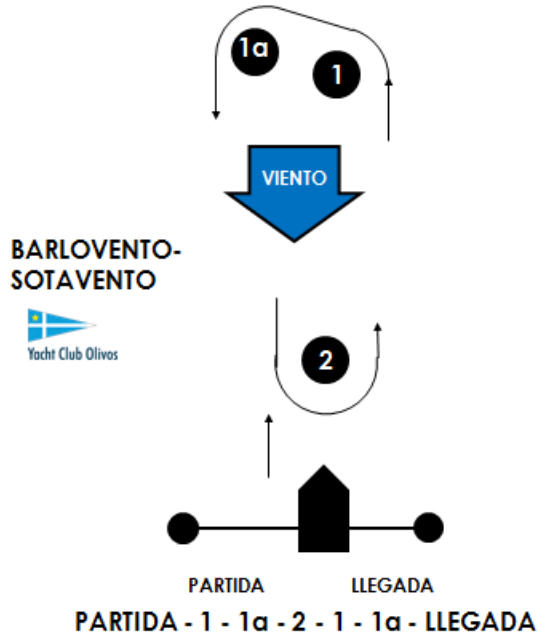 1a
1
VIENTO
BARLOVENTO-
SOTAVENTO
Yacht Club Olivos
2
PARTIDA LLEGADA
PARTIDA - 1 - 1a - 2 - 1 - 1a - LLEGADA